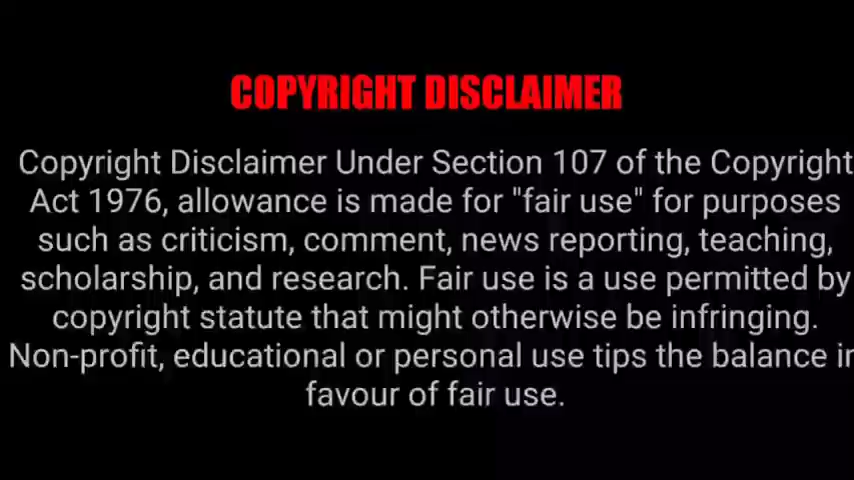 COPYRIGHT DISCLAIMER
Copyright Disclaimer Under Section 107 of the Copyright
Act 1976, allowance is made for "fair use" for purposes
such as criticism, comment, news reporting, teaching,
scholarship, and research. Fair use is a use permitted by
copyright statute that might otherwise be infringing.
Non-profit, educational or personal use tips the balance in
favour of fair use.